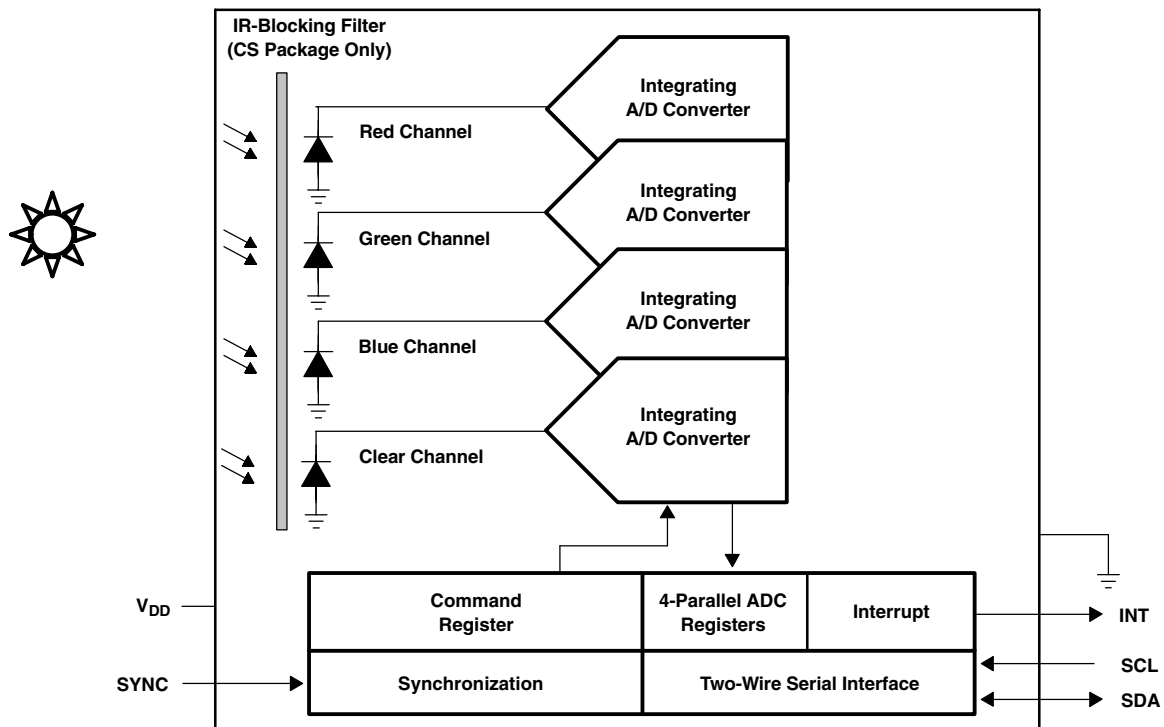 IR-Blocking Filter
(CS Package Only)
Integrating
A/D Converter
Red Channel
Integrating
A/D Converter
Green Channel
Integrating
A/D Converter
Blue Channel
Integrating
A/D Converter
Clear Channel
VDD
Command
Register
4-Parallel ADC
Registers
Interrupt
INT
SYNC
Synchronization
Two-Wire Serial Interface
SCL
SDA